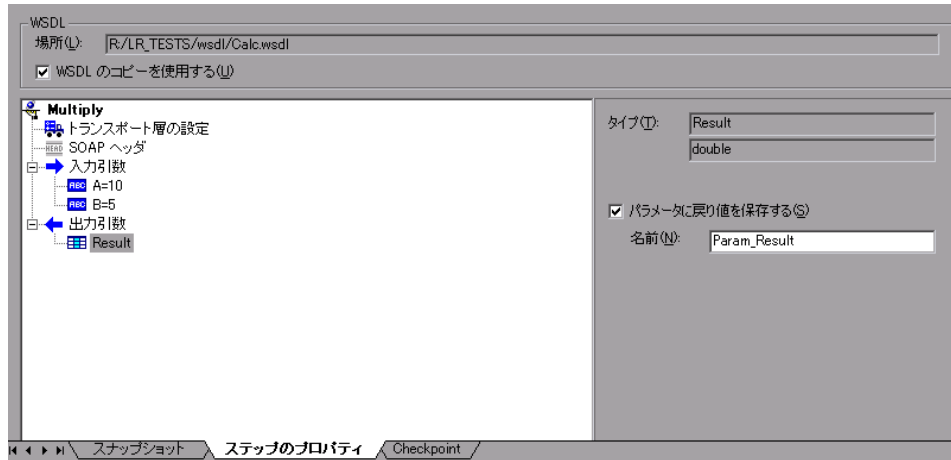 WSDL
場所(L): R:/LR_TESTS/wsdl/Calc.wsdl
WSDL のコピーを使用する(U)
Multiply
トランスポート層の設定
HEAD SOAP ヘッダ
入力引数
ABC A=10
ABC B=5
出力引数
Result
タイプ(T): Result
double
パラメータに戻り値を保存する(S)
名前(N): Param_Result
スナップショット ステップのプロパティ Checkpoint